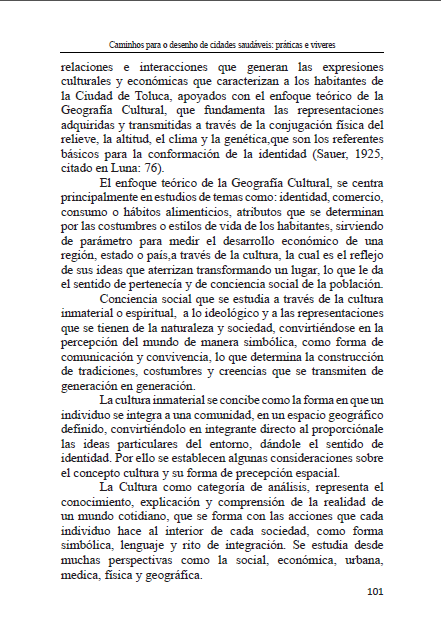 Caminhos para o desenho de cidades saudáveis: práticas e viveres
relaciones e interacciones que generan las expresiones
culturales y económicas que caracterizan a los habitantes de
la Ciudad de Toluca, apoyados con el enfoque teórico de la
Geografía Cultural, que fundamenta las representaciones
adquiridas y transmitidas a través de la conjugación física del
relieve, la altitud, el clima y la genética,que son los referentes
básicos para la conformación de la identidad (Sauer, 1925,
citado en Luna: 76).
El enfoque teórico de la Geografía Cultural, se centra
principalmente en estudios de temas como: identidad, comercio,
consumo o hábitos alimenticios, atributos que se determinan
por las costumbres o estilos de vida de los habitantes, sirviendo
de parámetro para medir el desarrollo económico de una
región, estado o país,a través de la cultura, la cual es el reflejo
de sus ideas que aterrizan transformando un lugar, lo que le da
el sentido de pertenecía y de conciencia social de la población.
Conciencia social que se estudia a través de la cultura
inmaterial o espiritual, a lo ideológico y a las representaciones
que se tienen de la naturaleza y sociedad, convirtiéndose en la
percepción del mundo de manera simbólica, como forma de
comunicación y convivencia, lo que determina la construcción
de tradiciones, costumbres y creencias que se transmiten de
generación en generación.
La cultura inmaterial se concibe como la forma en que un
individuo se integra a una comunidad, en un espacio geográfico
definido, convirtiéndolo en integrante directo al proporciónale
las ideas particulares del entorno, dándole el sentido de
identidad. Por ello se establecen algunas consideraciones sobre
el concepto cultura y su forma de precepción espacial.
La Cultura como categoría de análisis, representa el
conocimiento, explicación y comprensión de la realidad de
un mundo cotidiano, que se forma con las acciones que cada
individuo hace al interior de cada sociedad, como forma
simbólica, lenguaje y rito de integración. Se estudia desde
muchas perspectivas como la social, económica, urbana,
medica, física y geográfica.
101